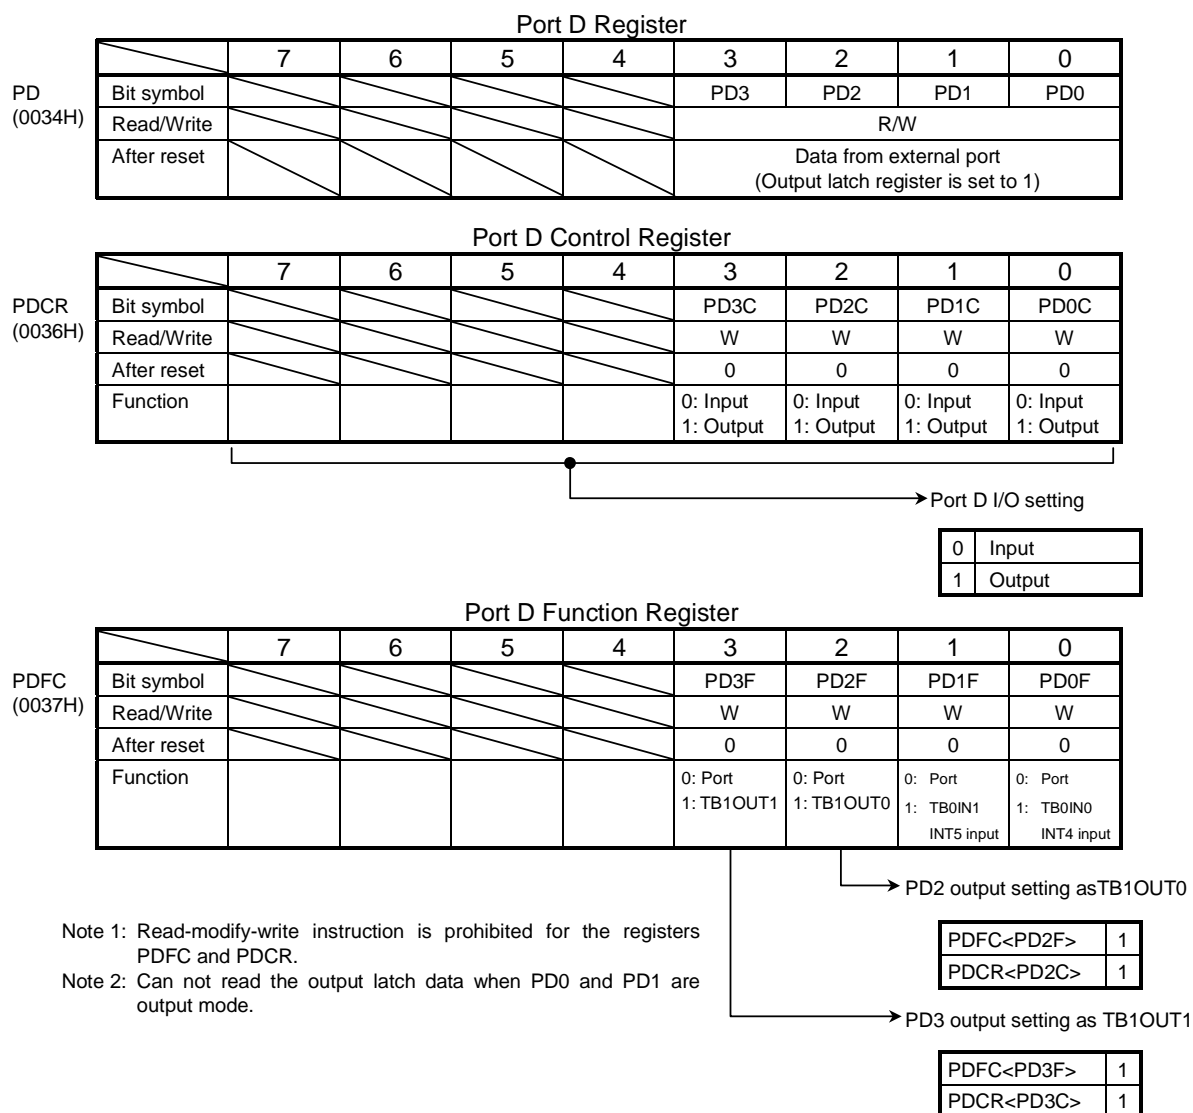 Port D Register
7 6 5 4 3 2 1 0
PD
(0034H)
Bit symbol PD3 PD2 PD1 PD0
Read/Write R/W
After reset Data from external port
(Output latch register is set to 1)
Port D Control Register
7 6 5 4 3 2 1 0
PDCR
(0036H)
Bit symbol PD3C PD2C PD1C PD0C
Read/Write W W W W
After reset 0 0 0 0
Function 0: Input 0: Input 0: Input 0: Input
1: Output 1: Output 1: Output 1: Output
Port D I/O setting
0 Input
1 Output
Port D Function Register
7 6 5 4 3 2 1 0
PDFC
(0037H)
Bit symbol PD3F PD2F PD1F PD0F
Read/Write W W W W
After reset 0 0 0 0
Function 0: Port 0: Port 0: Port 0: Port
1: TB1OUT1 1: TB1OUT0 1: TB0IN1 1: TB0IN0
INT5 input INT4 input
PD2 output setting asTB1OUT0
PDFC<PD2F> 1
PDCR<PD2C> 1
Note 1: Read-modify-write instruction is prohibited for the registers
PDFC and PDCR.
Note 2: Can not read the output latch data when PD0 and PD1 are
output mode.
PD3 output setting as TB1OUT1
PDFC<PD3F> 1
PDCR<PD3C> 1